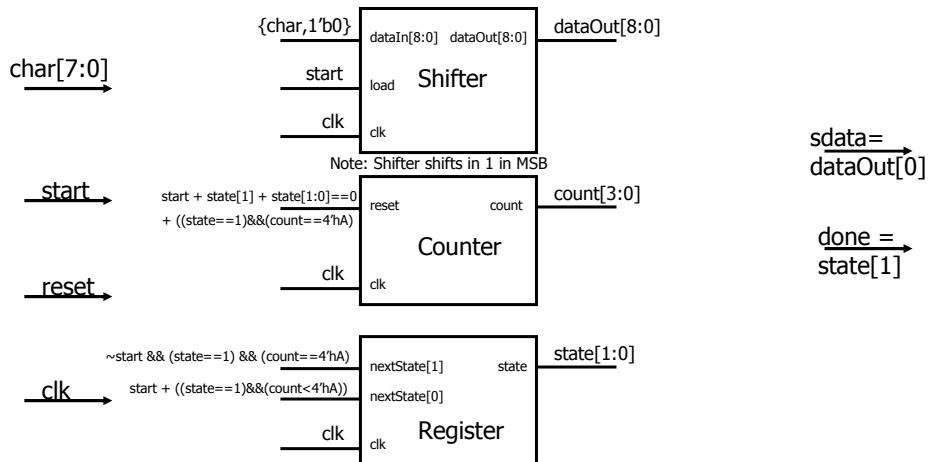 char[7:0]
start
reset
clk
{char,1'b0}
start
clk
dataIn[8:0] dataOut[8:0]
load
Shifter
clk
dataOut[8:0]
Note: Shifter shifts in 1 in MSB
start + state[1] + state[1:0]==0
+ ((state==1)&&(count==4'hA)
clk
reset count
Counter
clk
count[3:0]
~start && (state==1) && (count==4'hA)
start + ((state==1)&&(count<4'hA))
clk
nextState[1] state
nextState[0]
Register
clk
state[1:0]
sdata=
dataOut[0]
done =
state[1]